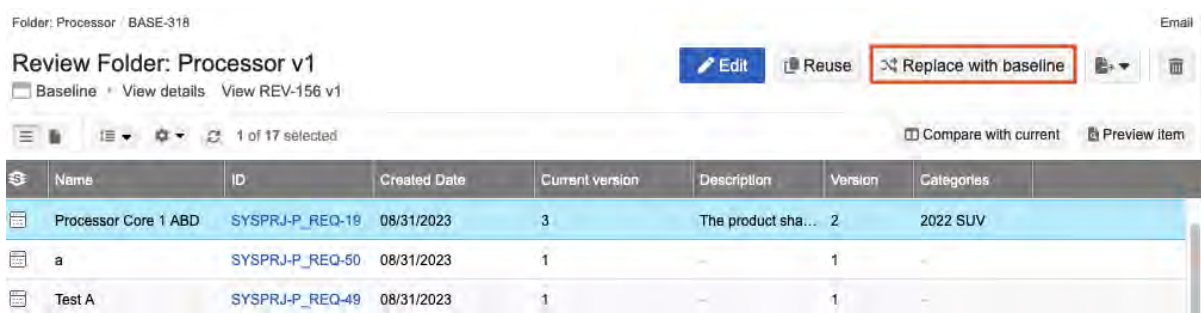 Folder: Processor / BASE-318 Email
Review Folder: Processor v1 Edit Reuse Replace with baseline
Baseline • View details View REV-156 v1
1 of 17 selected Compare with current Preview item
Name ID Created Date Current version Description Version Categories
Processor Core 1 ABD SYSPRJ-P_REQ-19 08/31/2023 3 The product sha... 2 2022 SUV
a SYSPRJ-P_REQ-50 08/31/2023 1 - 1 -
Test A SYSPRJ-P_REQ-49 08/31/2023 1 - 1 -